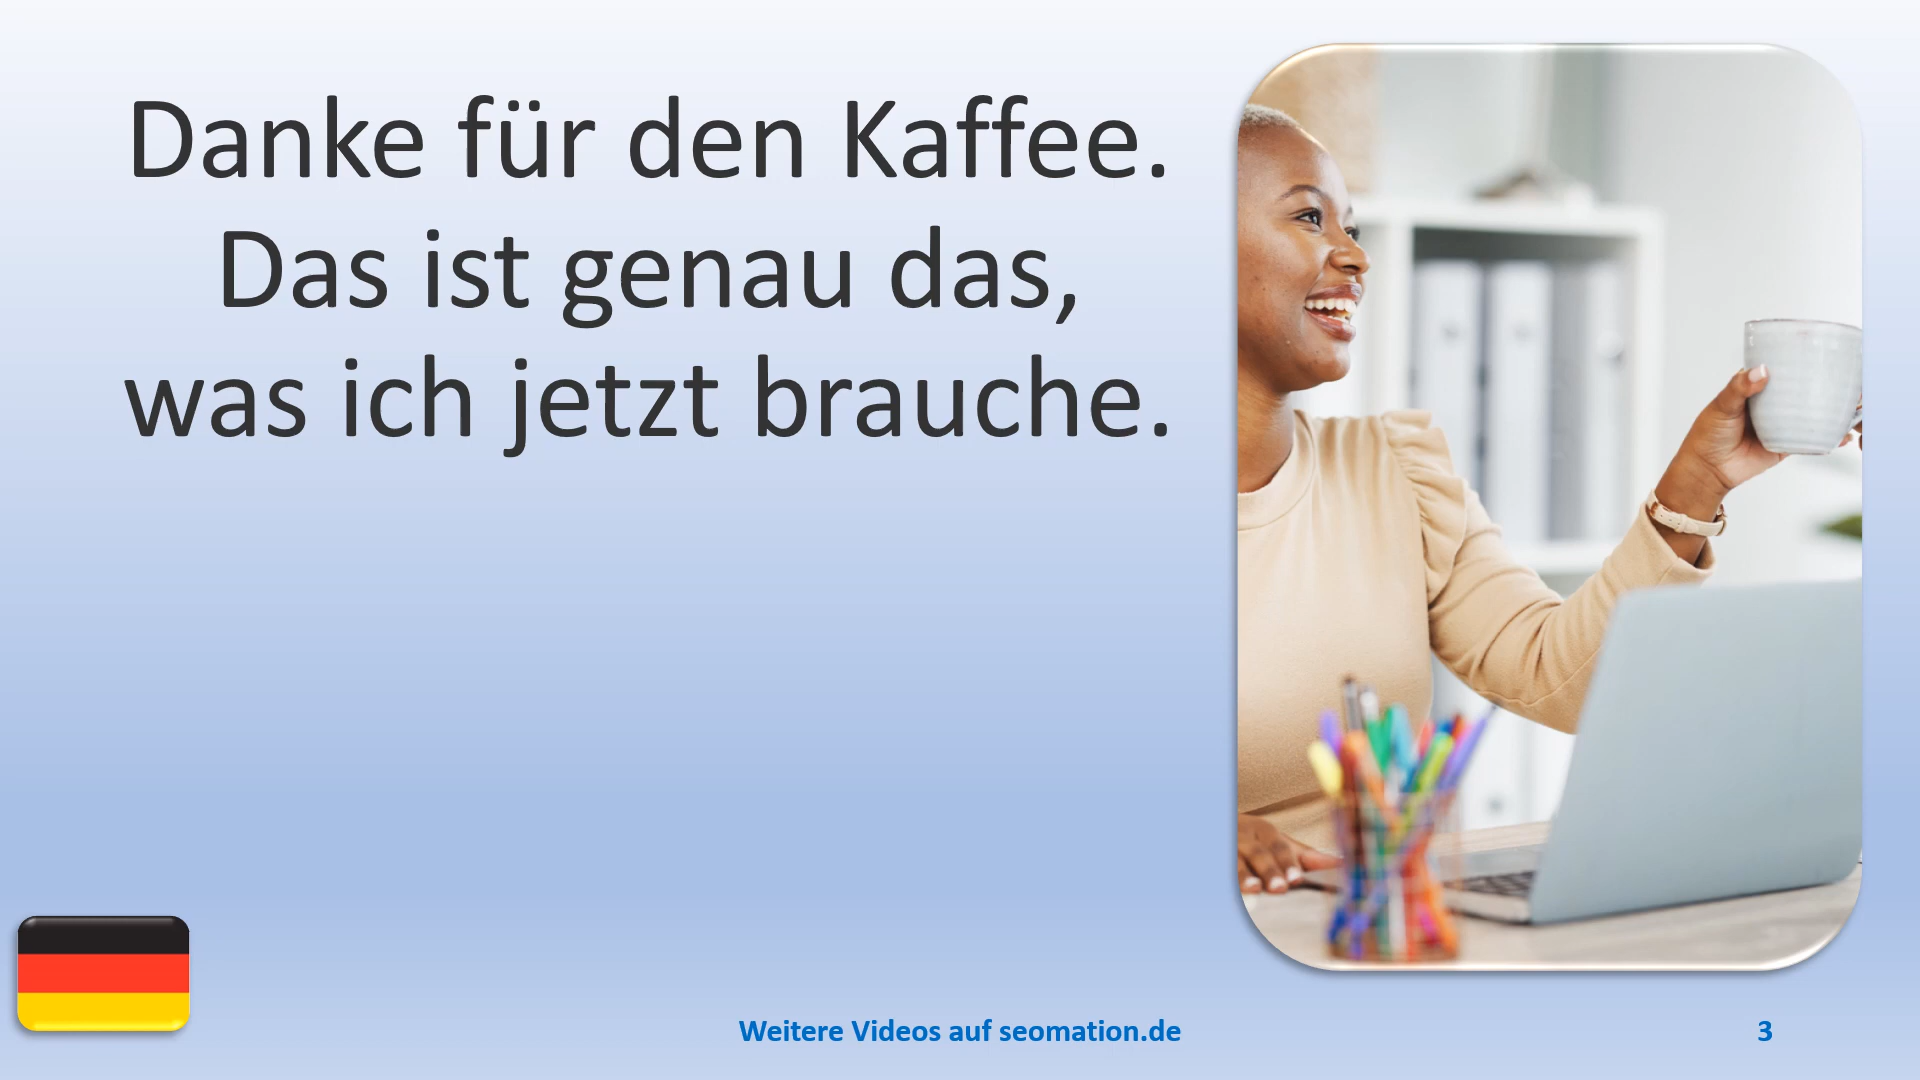 Danke für den Kaffee.
Das ist genau das,
was ich jetzt brauche.
Weitere Videos auf seomation.de
3